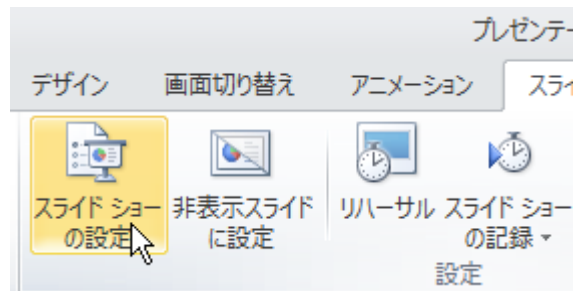 プレゼンテー
デザイン 画面切り替え アニメーション スライ
スライド ショー
の設定
非表示スライド
に設定
リハーサル
スライド ショー
の記録
設定